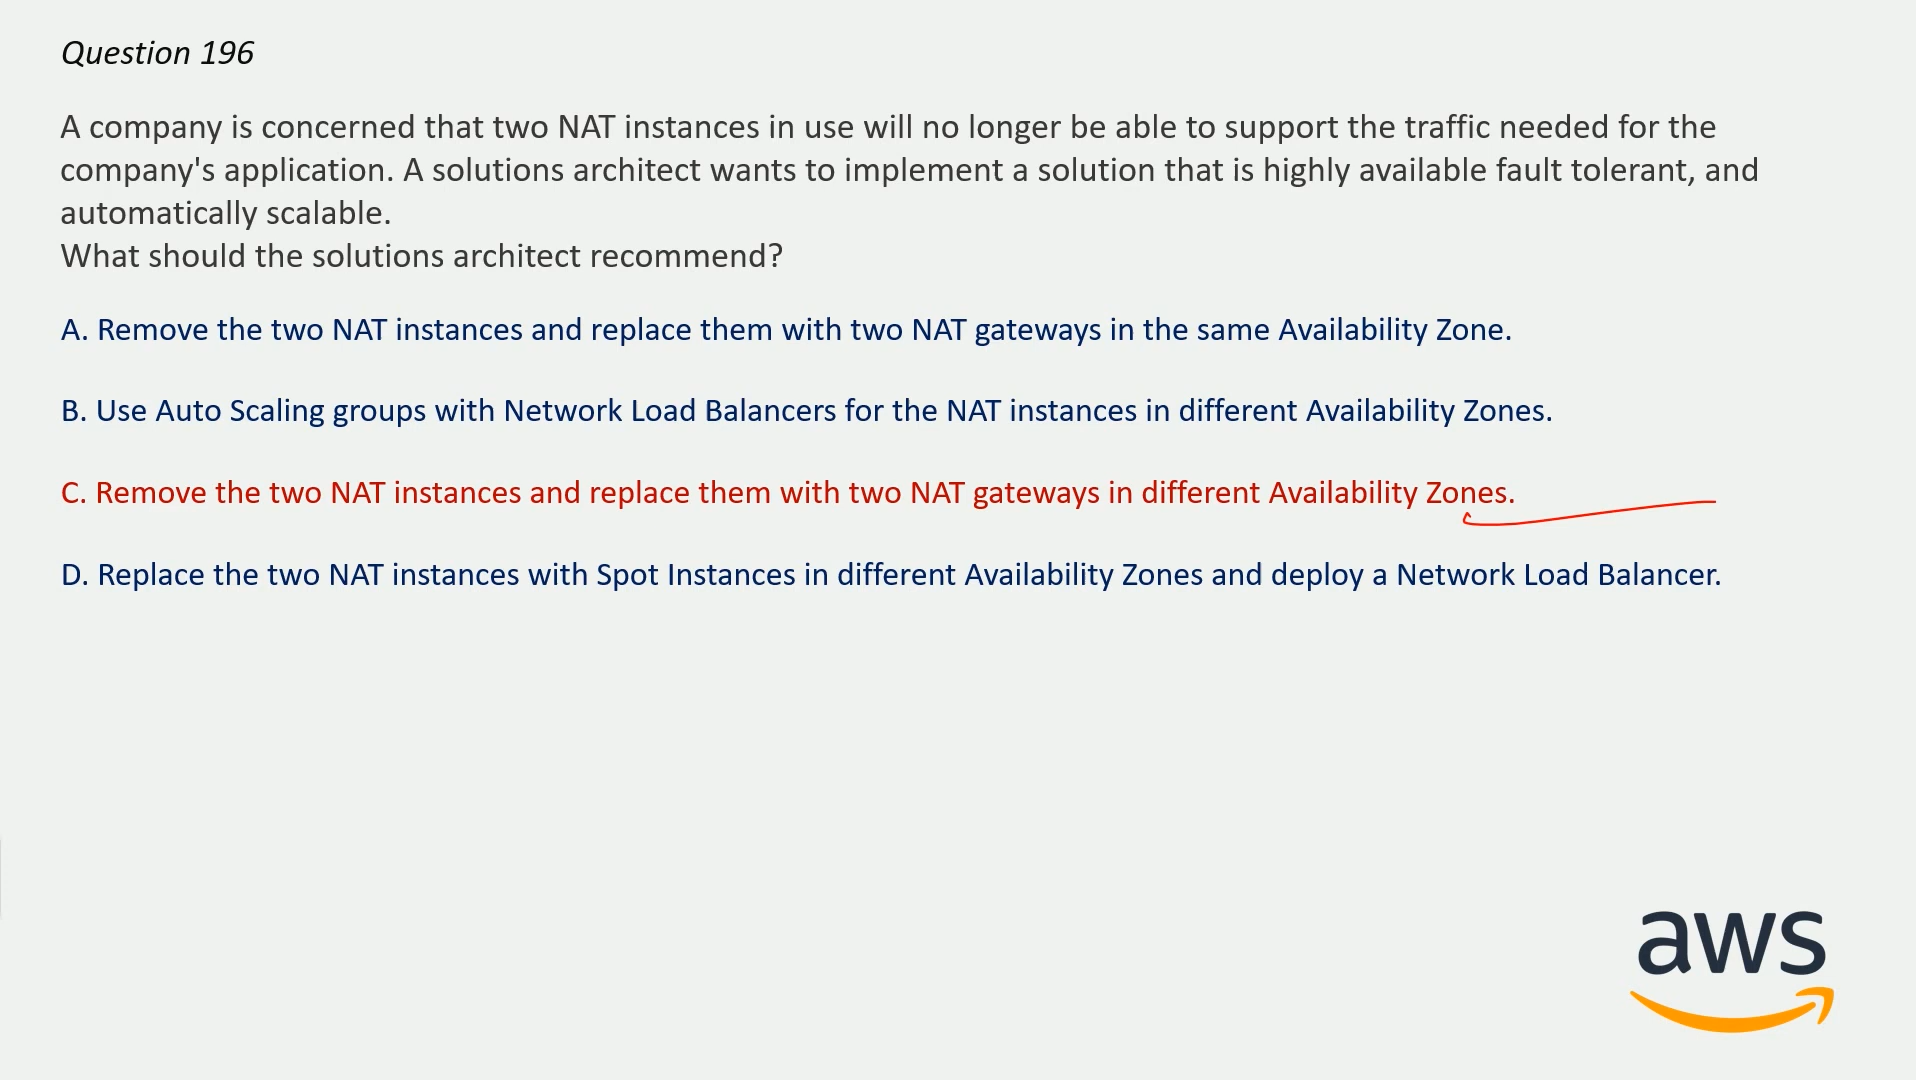 Question 196
A company is concerned that two NAT instances in use will no longer be able to support the traffic needed for the
company's application. A solutions architect wants to implement a solution that is highly available fault tolerant, and
automatically scalable.
What should the solutions architect recommend?
A. Remove the two NAT instances and replace them with two NAT gateways in the same Availability Zone.
B. Use Auto Scaling groups with Network Load Balancers for the NAT instances in different Availability Zones.
C. Remove the two NAT instances and replace them with two NAT gateways in different Availability Zones.
D. Replace the two NAT instances with Spot Instances in different Availability Zones and deploy a Network Load Balancer.
aws